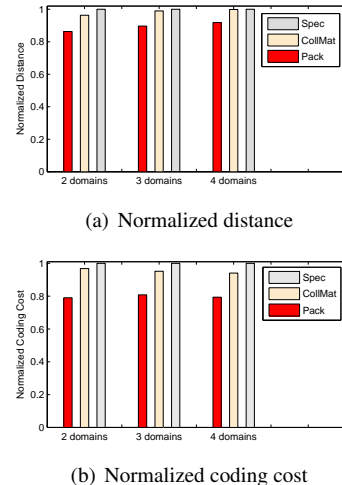 1
0.8
0.6
0.4
0.2
0
Normalized Distance
2 domains 3 domains 4 domains
Spec
CollMat
Pack
(a) Normalized distance
1
0.8
0.6
0.4
0.2
0
Normalized Coding Cost
2 domains 3 domains 4 domains
Spec
CollMat
Pack
(b) Normalized coding cost